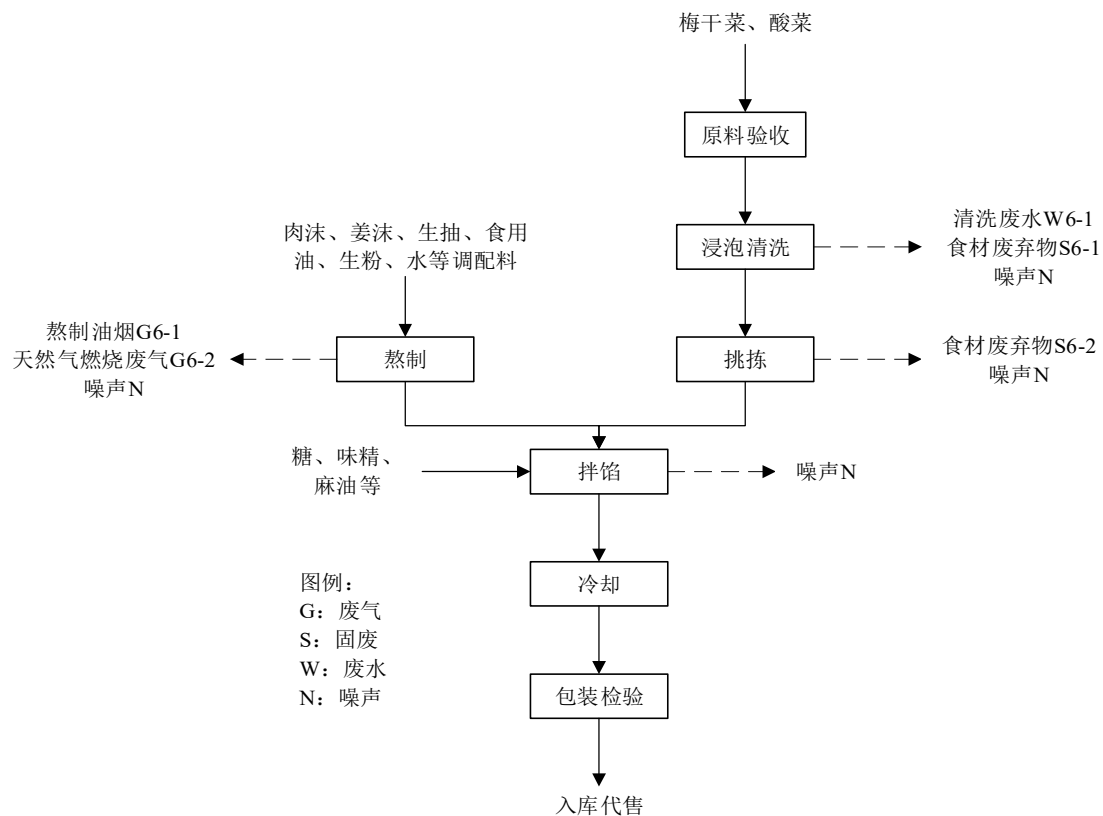 梅干菜、酸菜
原料验收
浸泡清洗
清洗废水W6-1
食材废弃物S6-1
噪声N
肉沫、姜沫、生抽、食用
油、生粉、水等调配料
熬制油烟G6-1
天然气燃烧废气G6-2
噪声N
熬制
挑拣
食材废弃物S6-2
噪声N
糖、味精、
麻油等
拌馅
噪声N
冷却
图例：
G：废气
S：固废
W：废水
N：噪声
包装检验
入库代售